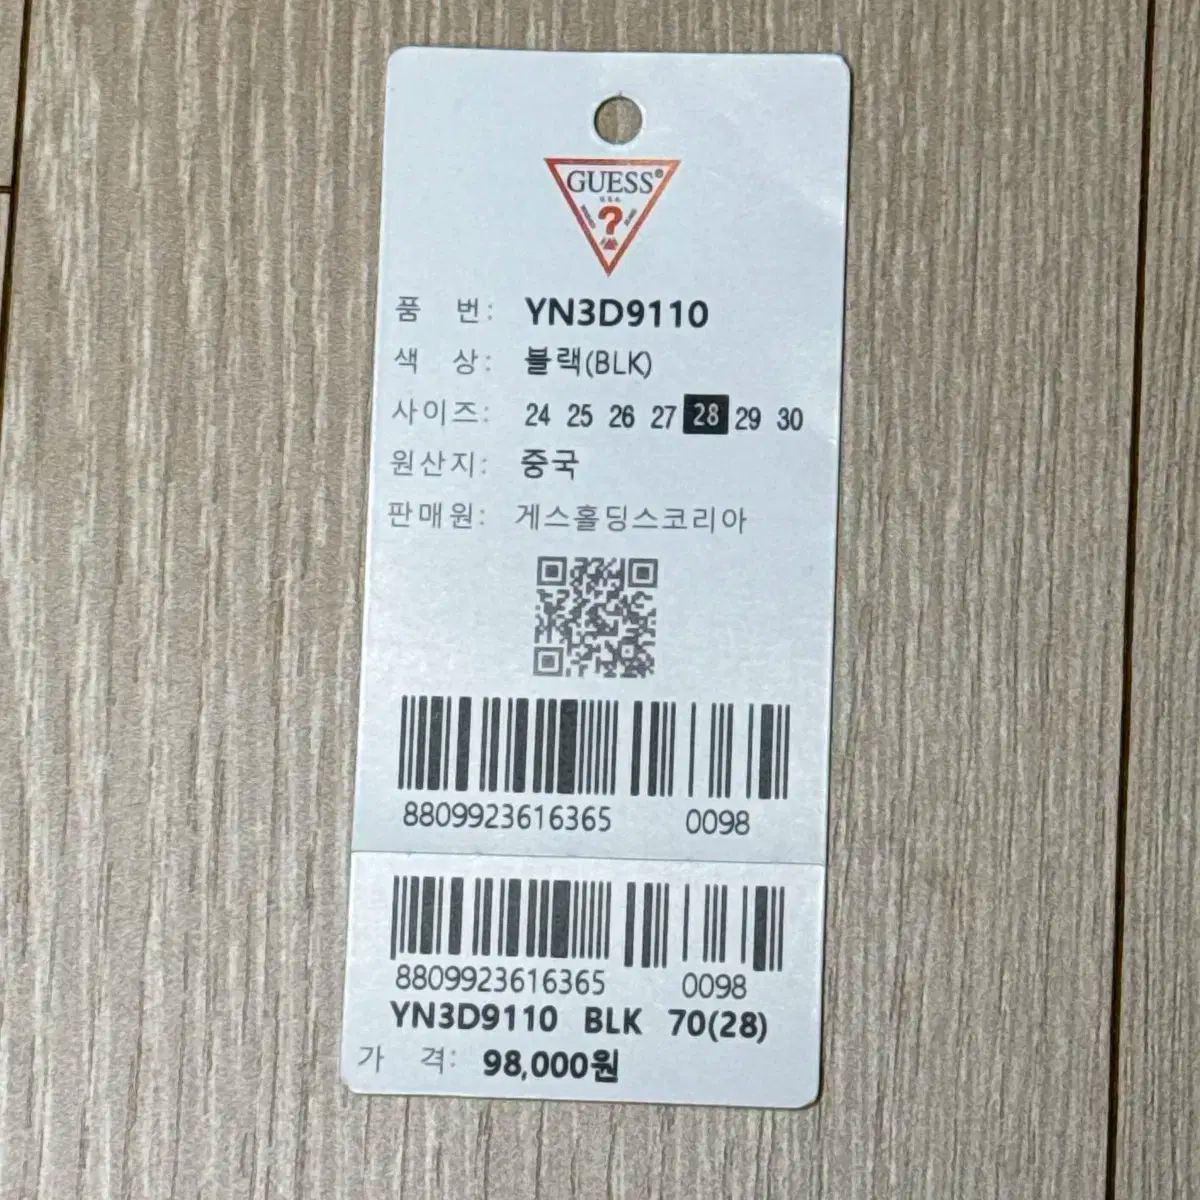 GUESS®
U.S.A.
?
품 번: YN3D9110
색 상: 블랙(BLK)
사이즈: 24 25 26 27 28 29 30
원산지: 중국
판매원: 게스홀딩스코리아
8809923616365 0098
8809923616365 0098
YN3D9110 BLK 70(28)
가 격: 98,000원